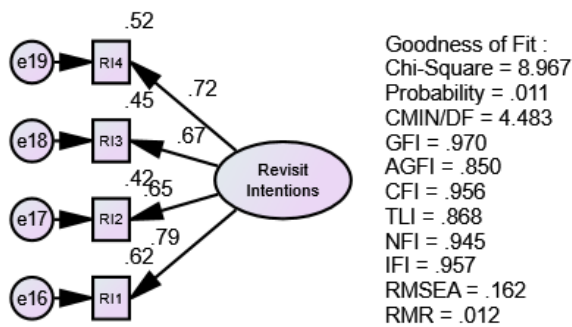 .52
e19 RI4
.72
.45
e18 RI3
.67
Revisit
Intentions
.42
.65
e17 RI2
.79
.62
e16 RI1
Goodness of Fit :
Chi-Square = 8.967
Probability = .011
CMIN/DF = 4.483
GFI = .970
AGFI = .850
CFI = .956
TLI = .868
NFI = .945
IFI = .957
RMSEA = .162
RMR = .012